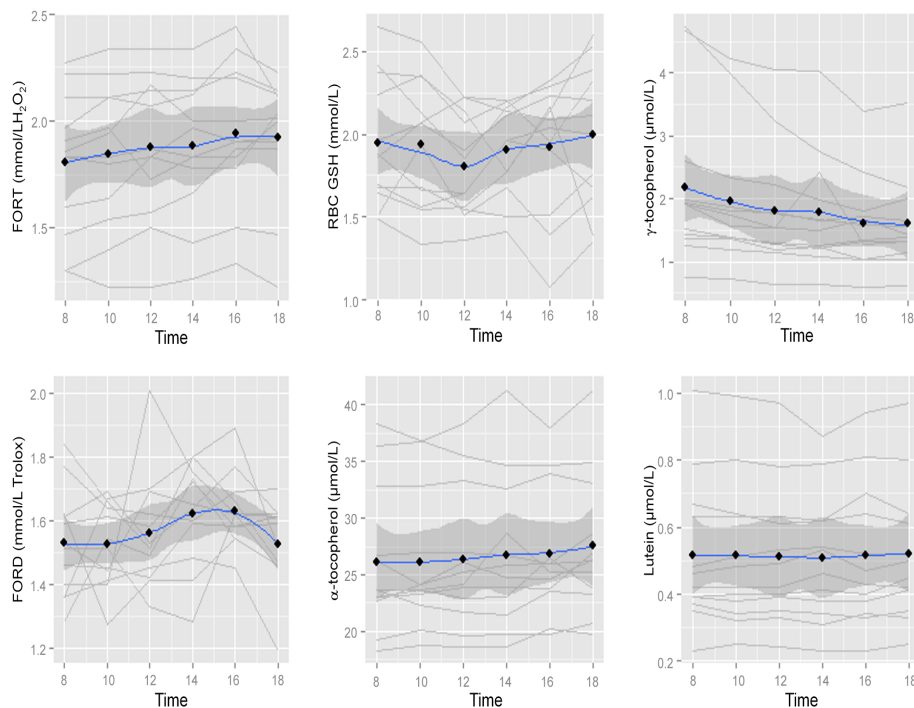 FORT (mmol/LH₂O₂)
2.5
2.0
1.5
8 10 12 14 16 18
Time
RBC GSH (mmol/L)
2.5
2.0
1.5
1.0
8 10 12 14 16 18
Time
γ-tocopherol (µmol/L)
4
3
2
1
8 10 12 14 16 18
Time
FORD (mmol/L Trolox)
2.0
1.8
1.6
1.4
1.2
8 10 12 14 16 18
Time
α-tocopherol (µmol/L)
40
35
30
25
20
8 10 12 14 16 18
Time
Lutein (µmol/L)
1.0
0.8
0.6
0.4
0.2
8 10 12 14 16 18
Time